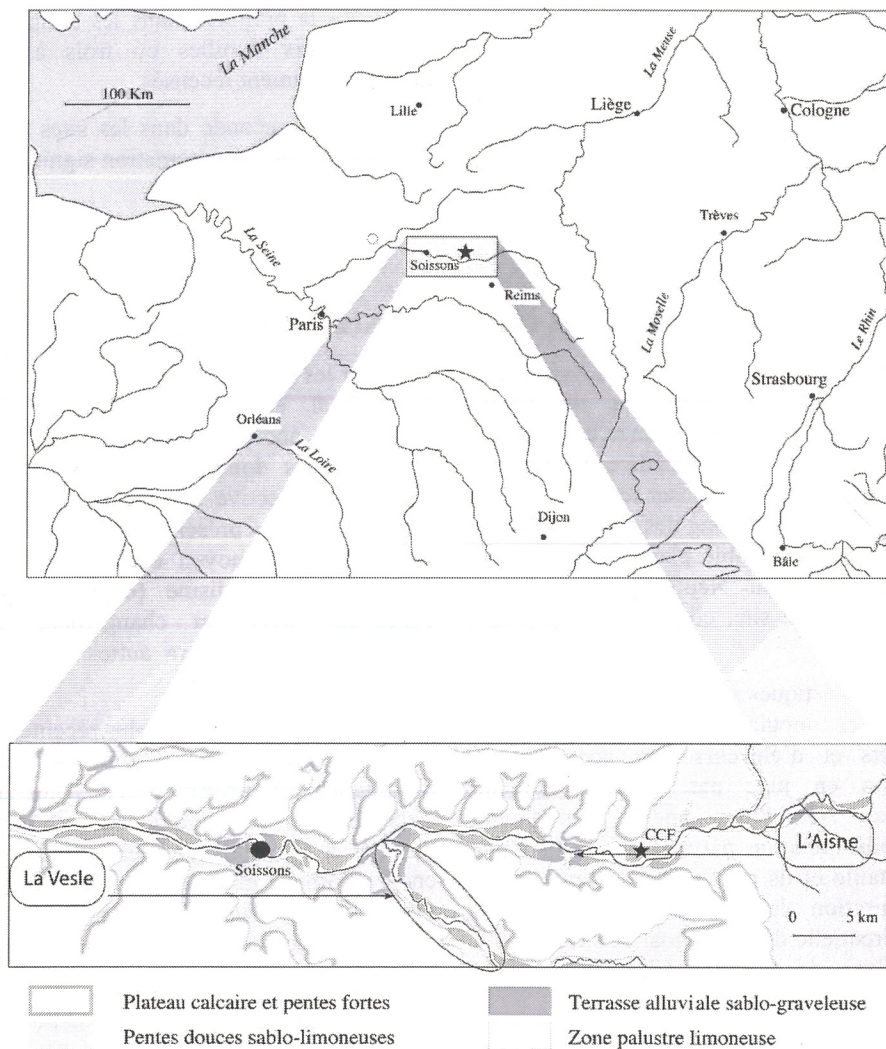 La Manche
100 Km
Lille
La Meuse
Liège
Cologne
Trèves
La Seine
Soissons
Reims
Paris
La Moselle
Le Rhin
Strasbourg
Orléans
La Loire
Dijon
Bâle
CCF
L'Aisne
La Vesle
Soissons
0 5 km
Plateau calcaire et pentes fortes
Terrasse alluviale sablo-graveleuse
Pentes douces sablo-limoneuses
Zone palustre limoneuse